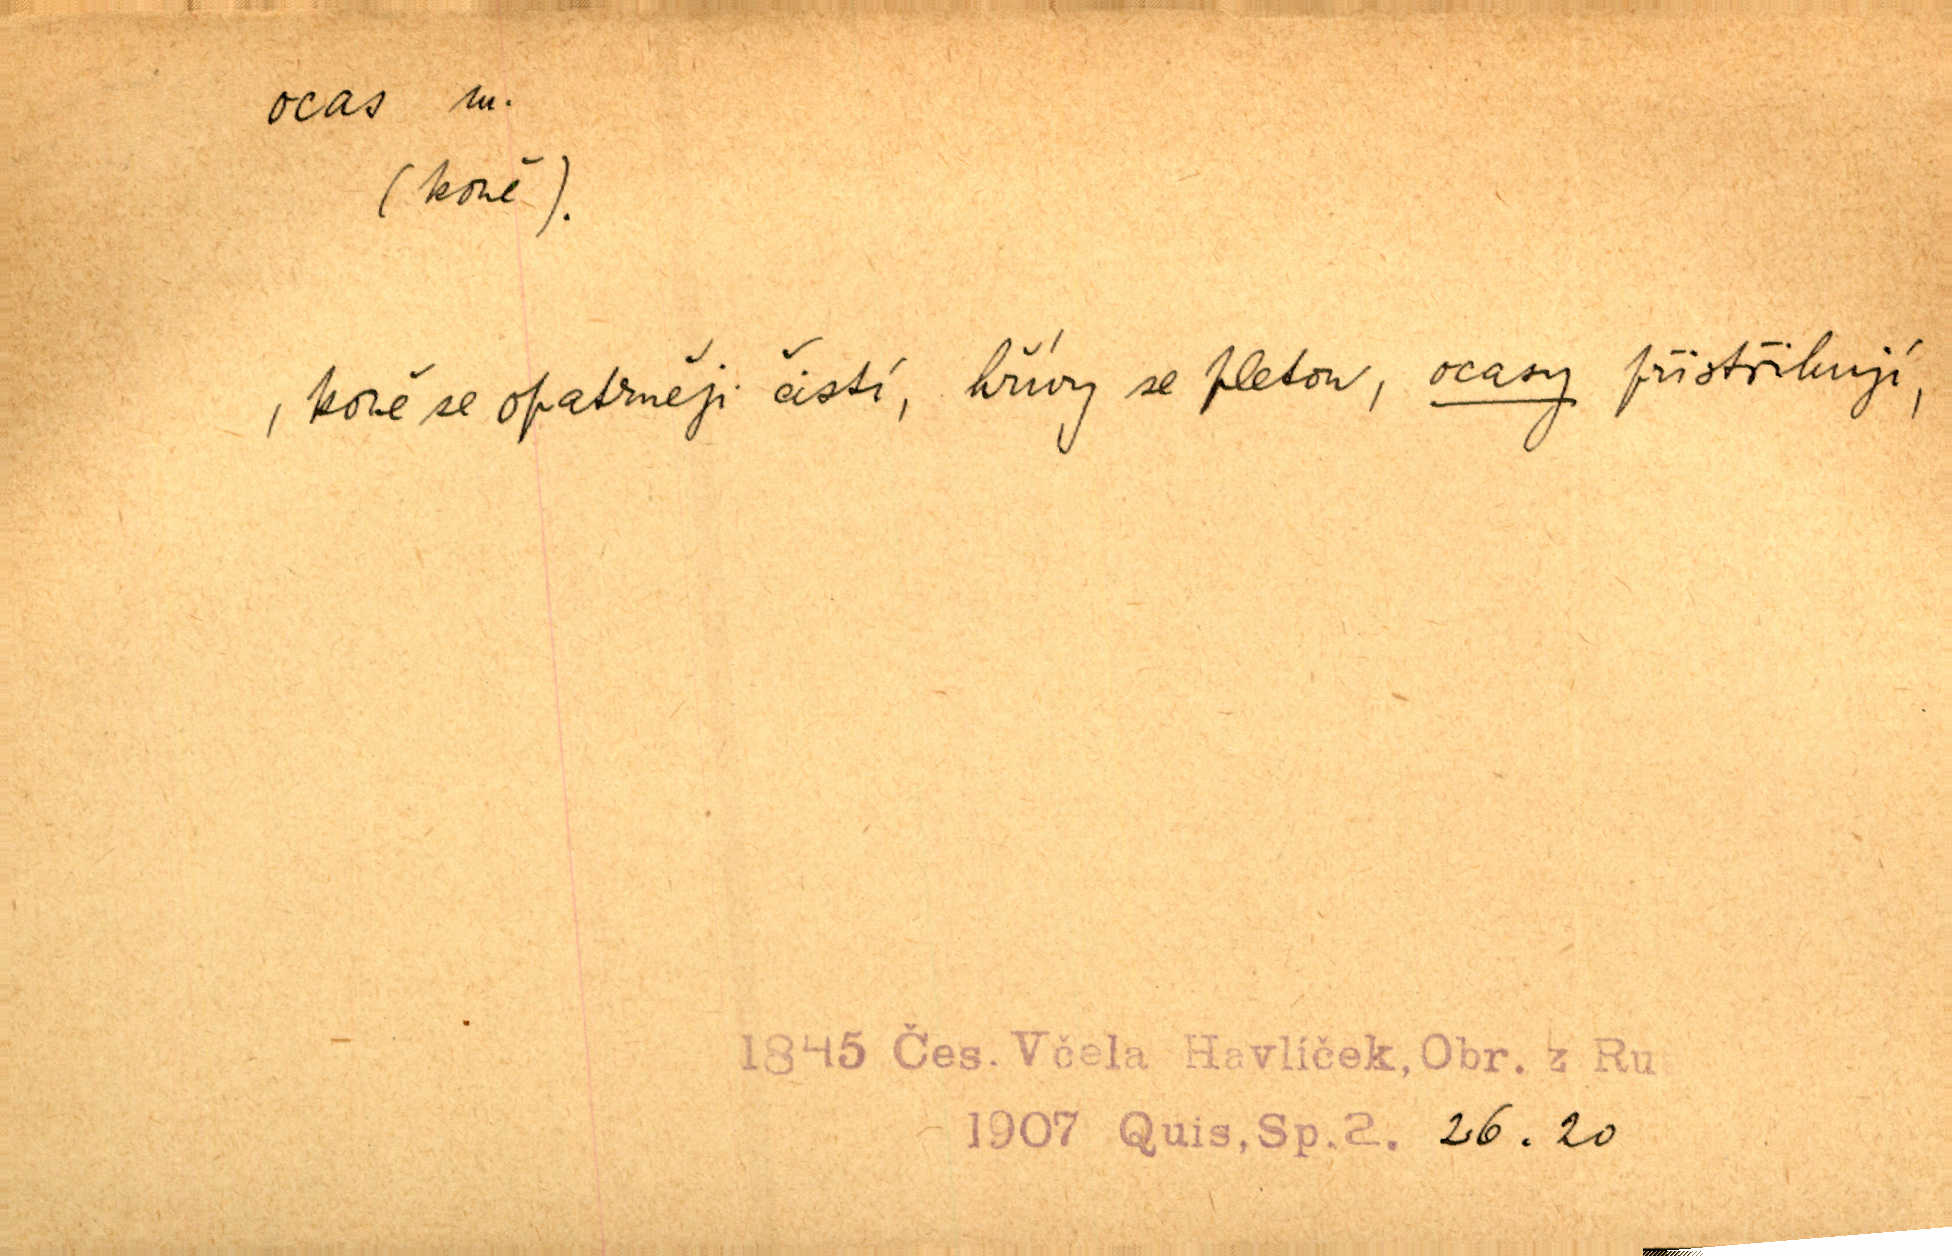 ocas m.
(koně).
, koně se opatrněji čistí, hřívy se pletou, ocasy přistřihují,
1845 Čes. Včela Havlíček, Obr. z Ru
1907 Quis, Sp.2. 26.20